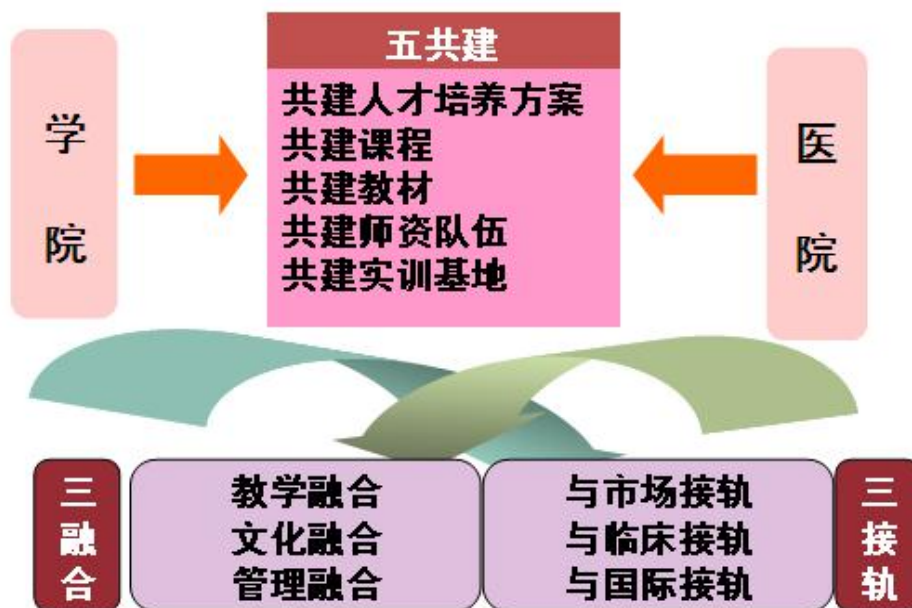 学院
五共建
共建人才培养方案
共建课程
共建教材
共建师资队伍
共建实训基地
医院
三融合
教学融合
文化融合
管理融合
与市场接轨
与临床接轨
与国际接轨
三接轨